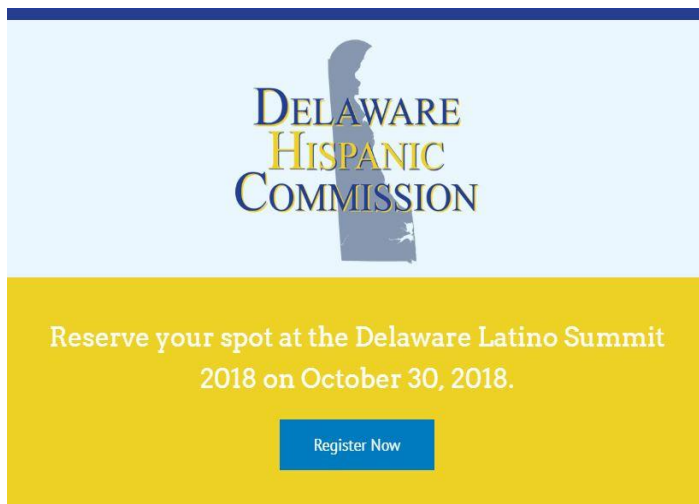 DELAWARE
HISPANIC
COMMISSION
Reserve your spot at the Delaware Latino Summit
2018 on October 30, 2018.
Register Now